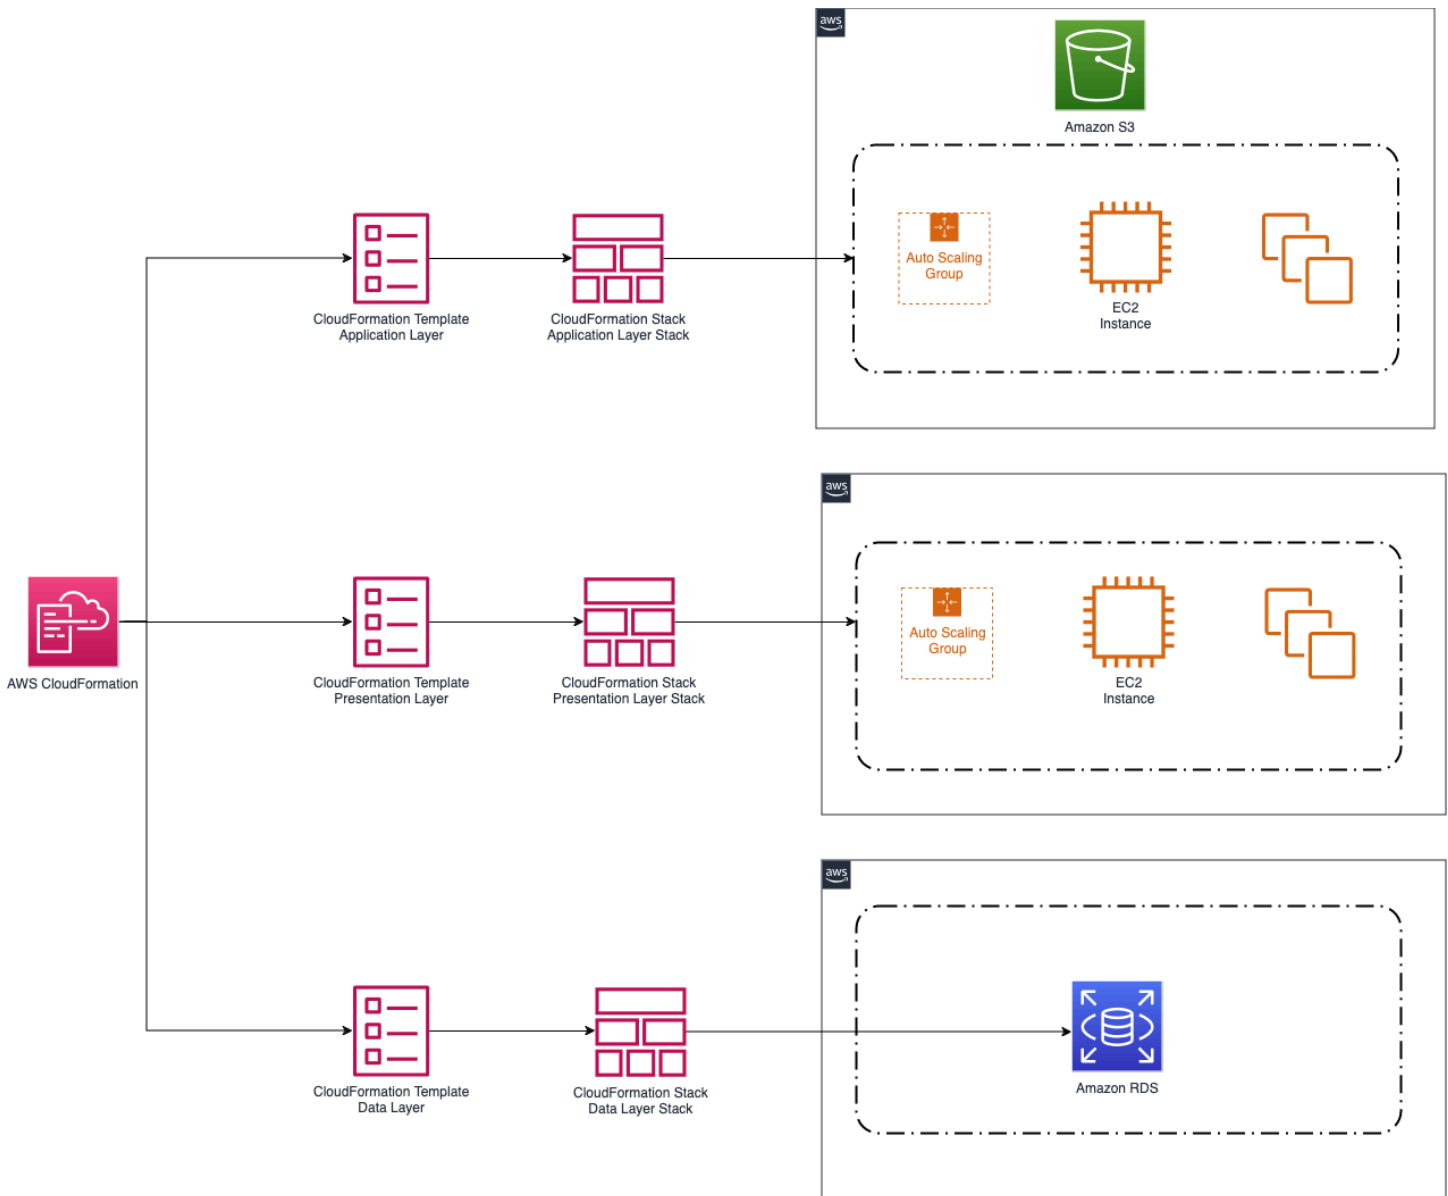 aws
Amazon S3
Auto Scaling
Group
EC2
Instance
CloudFormation Template
Application Layer
CloudFormation Stack
Application Layer Stack
aws
Auto Scaling
Group
EC2
Instance
AWS CloudFormation
CloudFormation Template
Presentation Layer
CloudFormation Stack
Presentation Layer Stack
aws
Amazon RDS
CloudFormation Template
Data Layer
CloudFormation Stack
Data Layer Stack